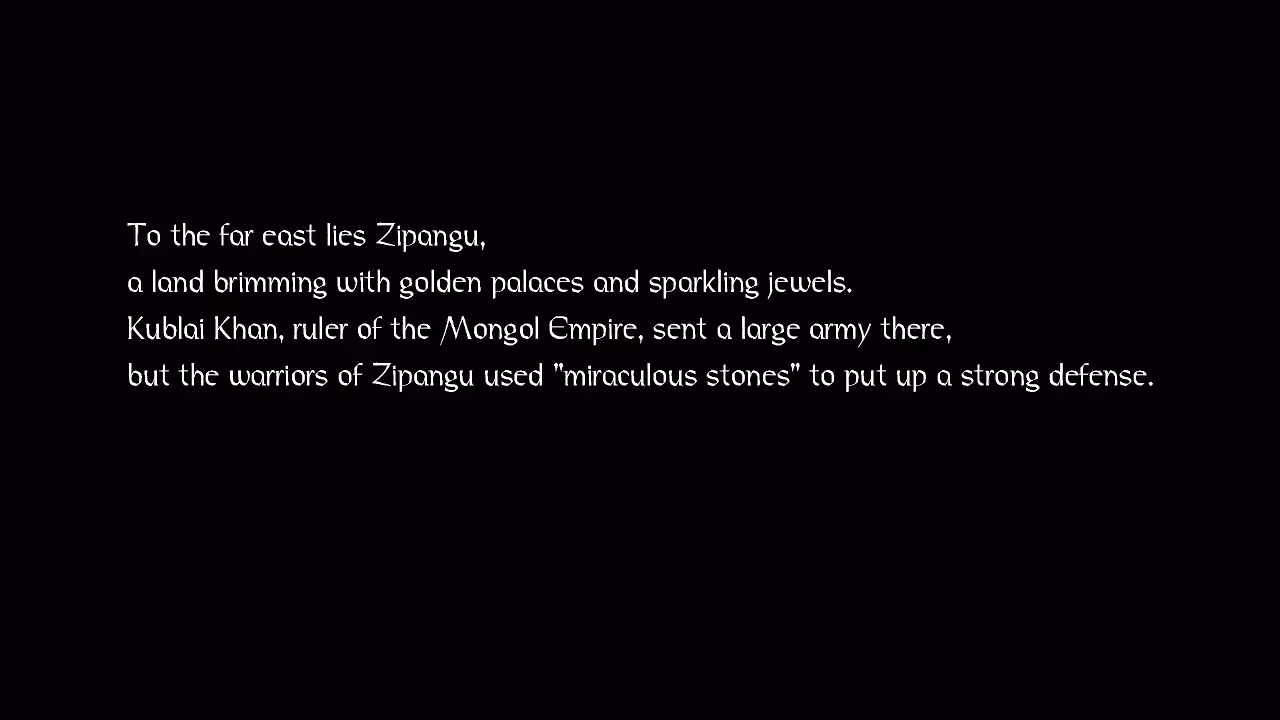 To the far east lies Zipangu,
a land brimming with golden palaces and sparkling jewels.
Kublai Khan, ruler of the Mongol Empire, sent a large army there,
but the warriors of Zipangu used "miraculous stones" to put up a strong defense.